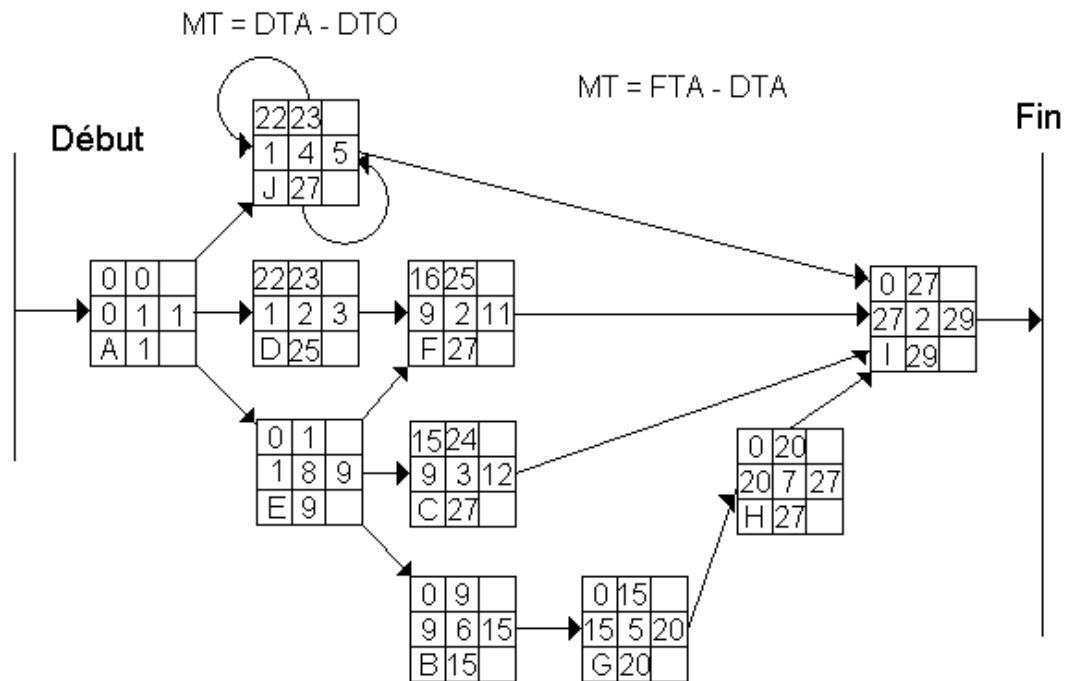 MT = DTA - DTO
MT = FTA - DTA
Début
Fin
22 23
1 4 5
J 27
0 0
0 1 1
A 1
22 23
1 2 3
D 25
16 25
9 2 11
F 27
0 27
27 2 29
I 29
0 1
1 8 9
E 9
15 24
9 3 12
C 27
0 20
20 7 27
H 27
0 9
9 6 15
B 15
0 15
15 5 20
G 20